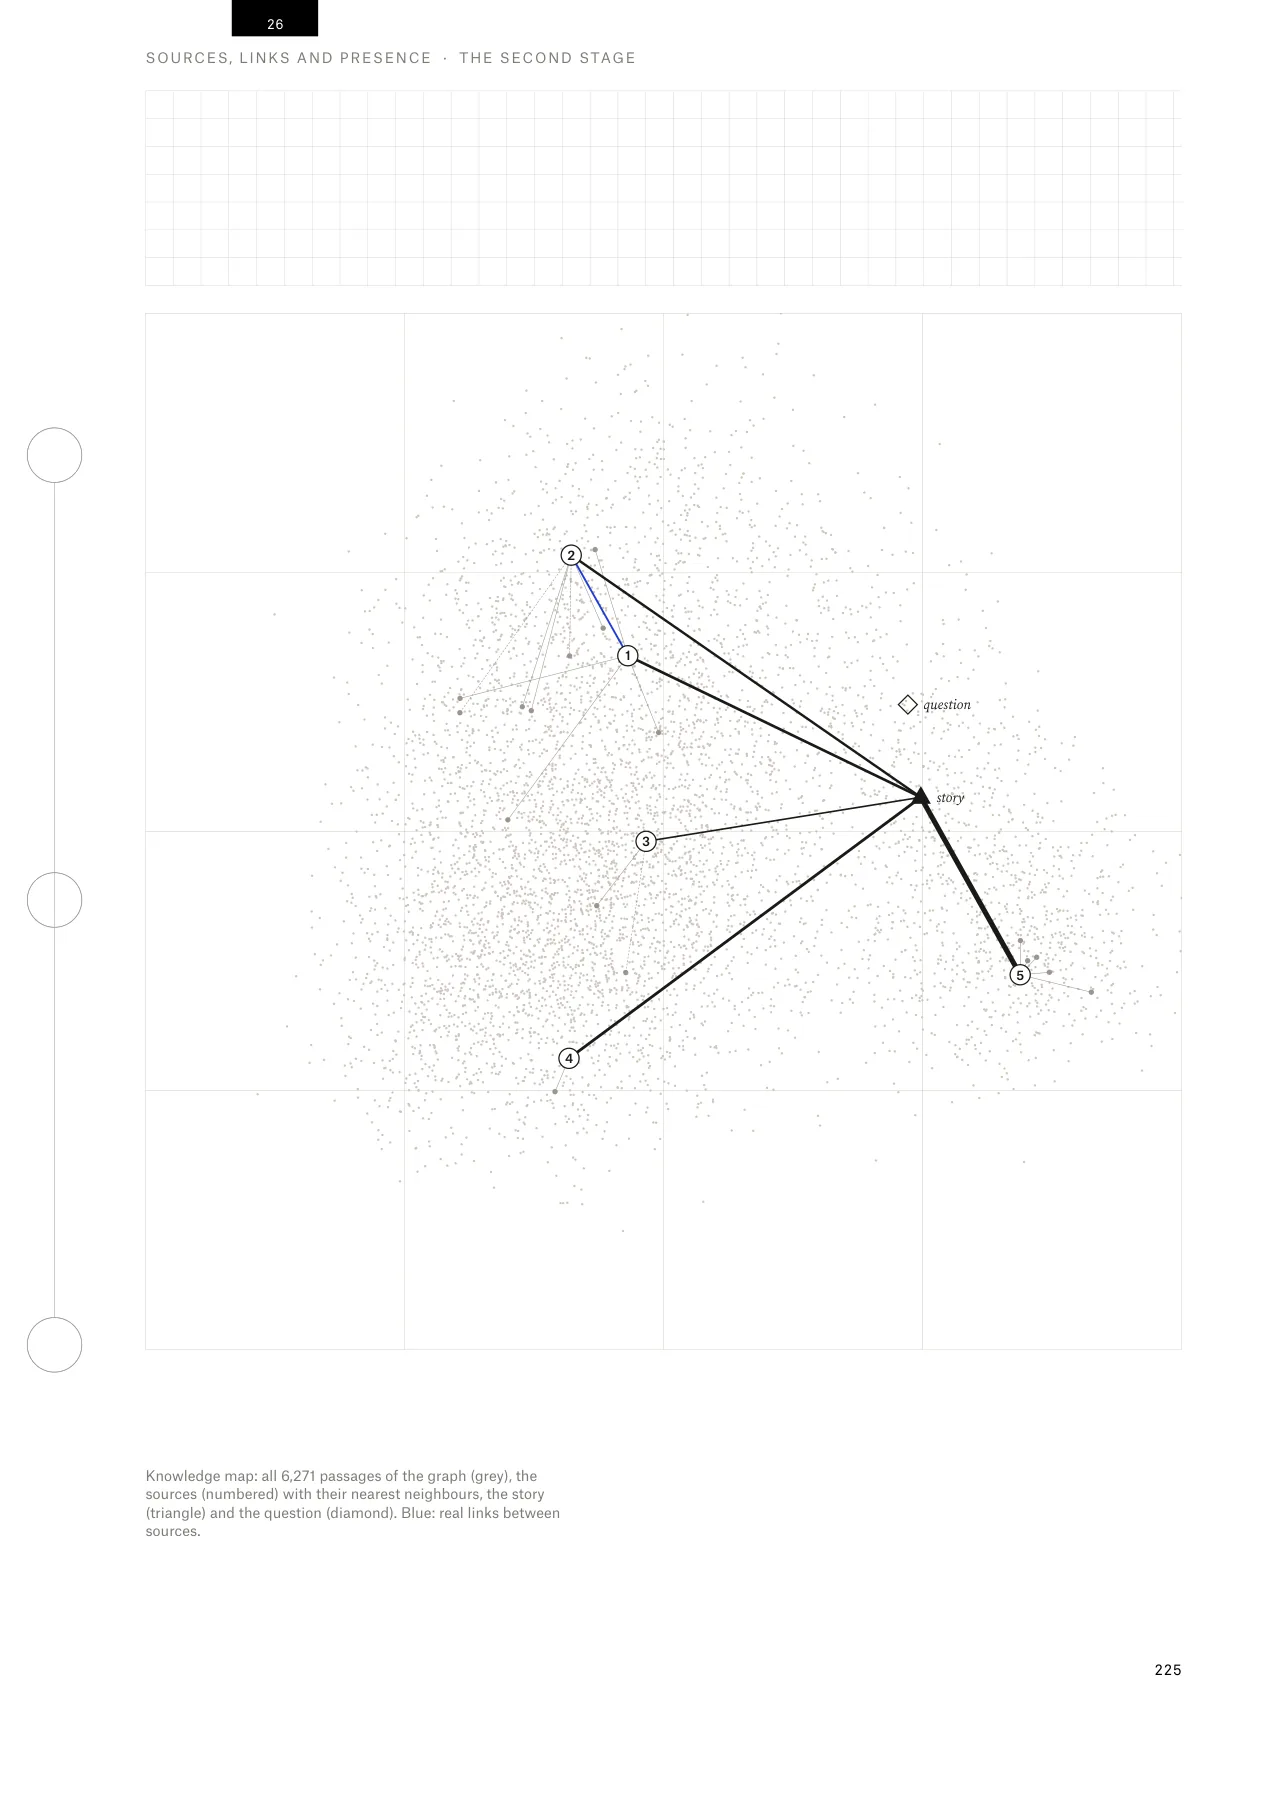 26
SOURCES, LINKS AND PRESENCE · THE SECOND STAGE
2
1
question
story
3
5
4
Knowledge map: all 6,271 passages of the graph (grey), the
sources (numbered) with their nearest neighbours, the story
(triangle) and the question (diamond). Blue: real links between
sources.
225